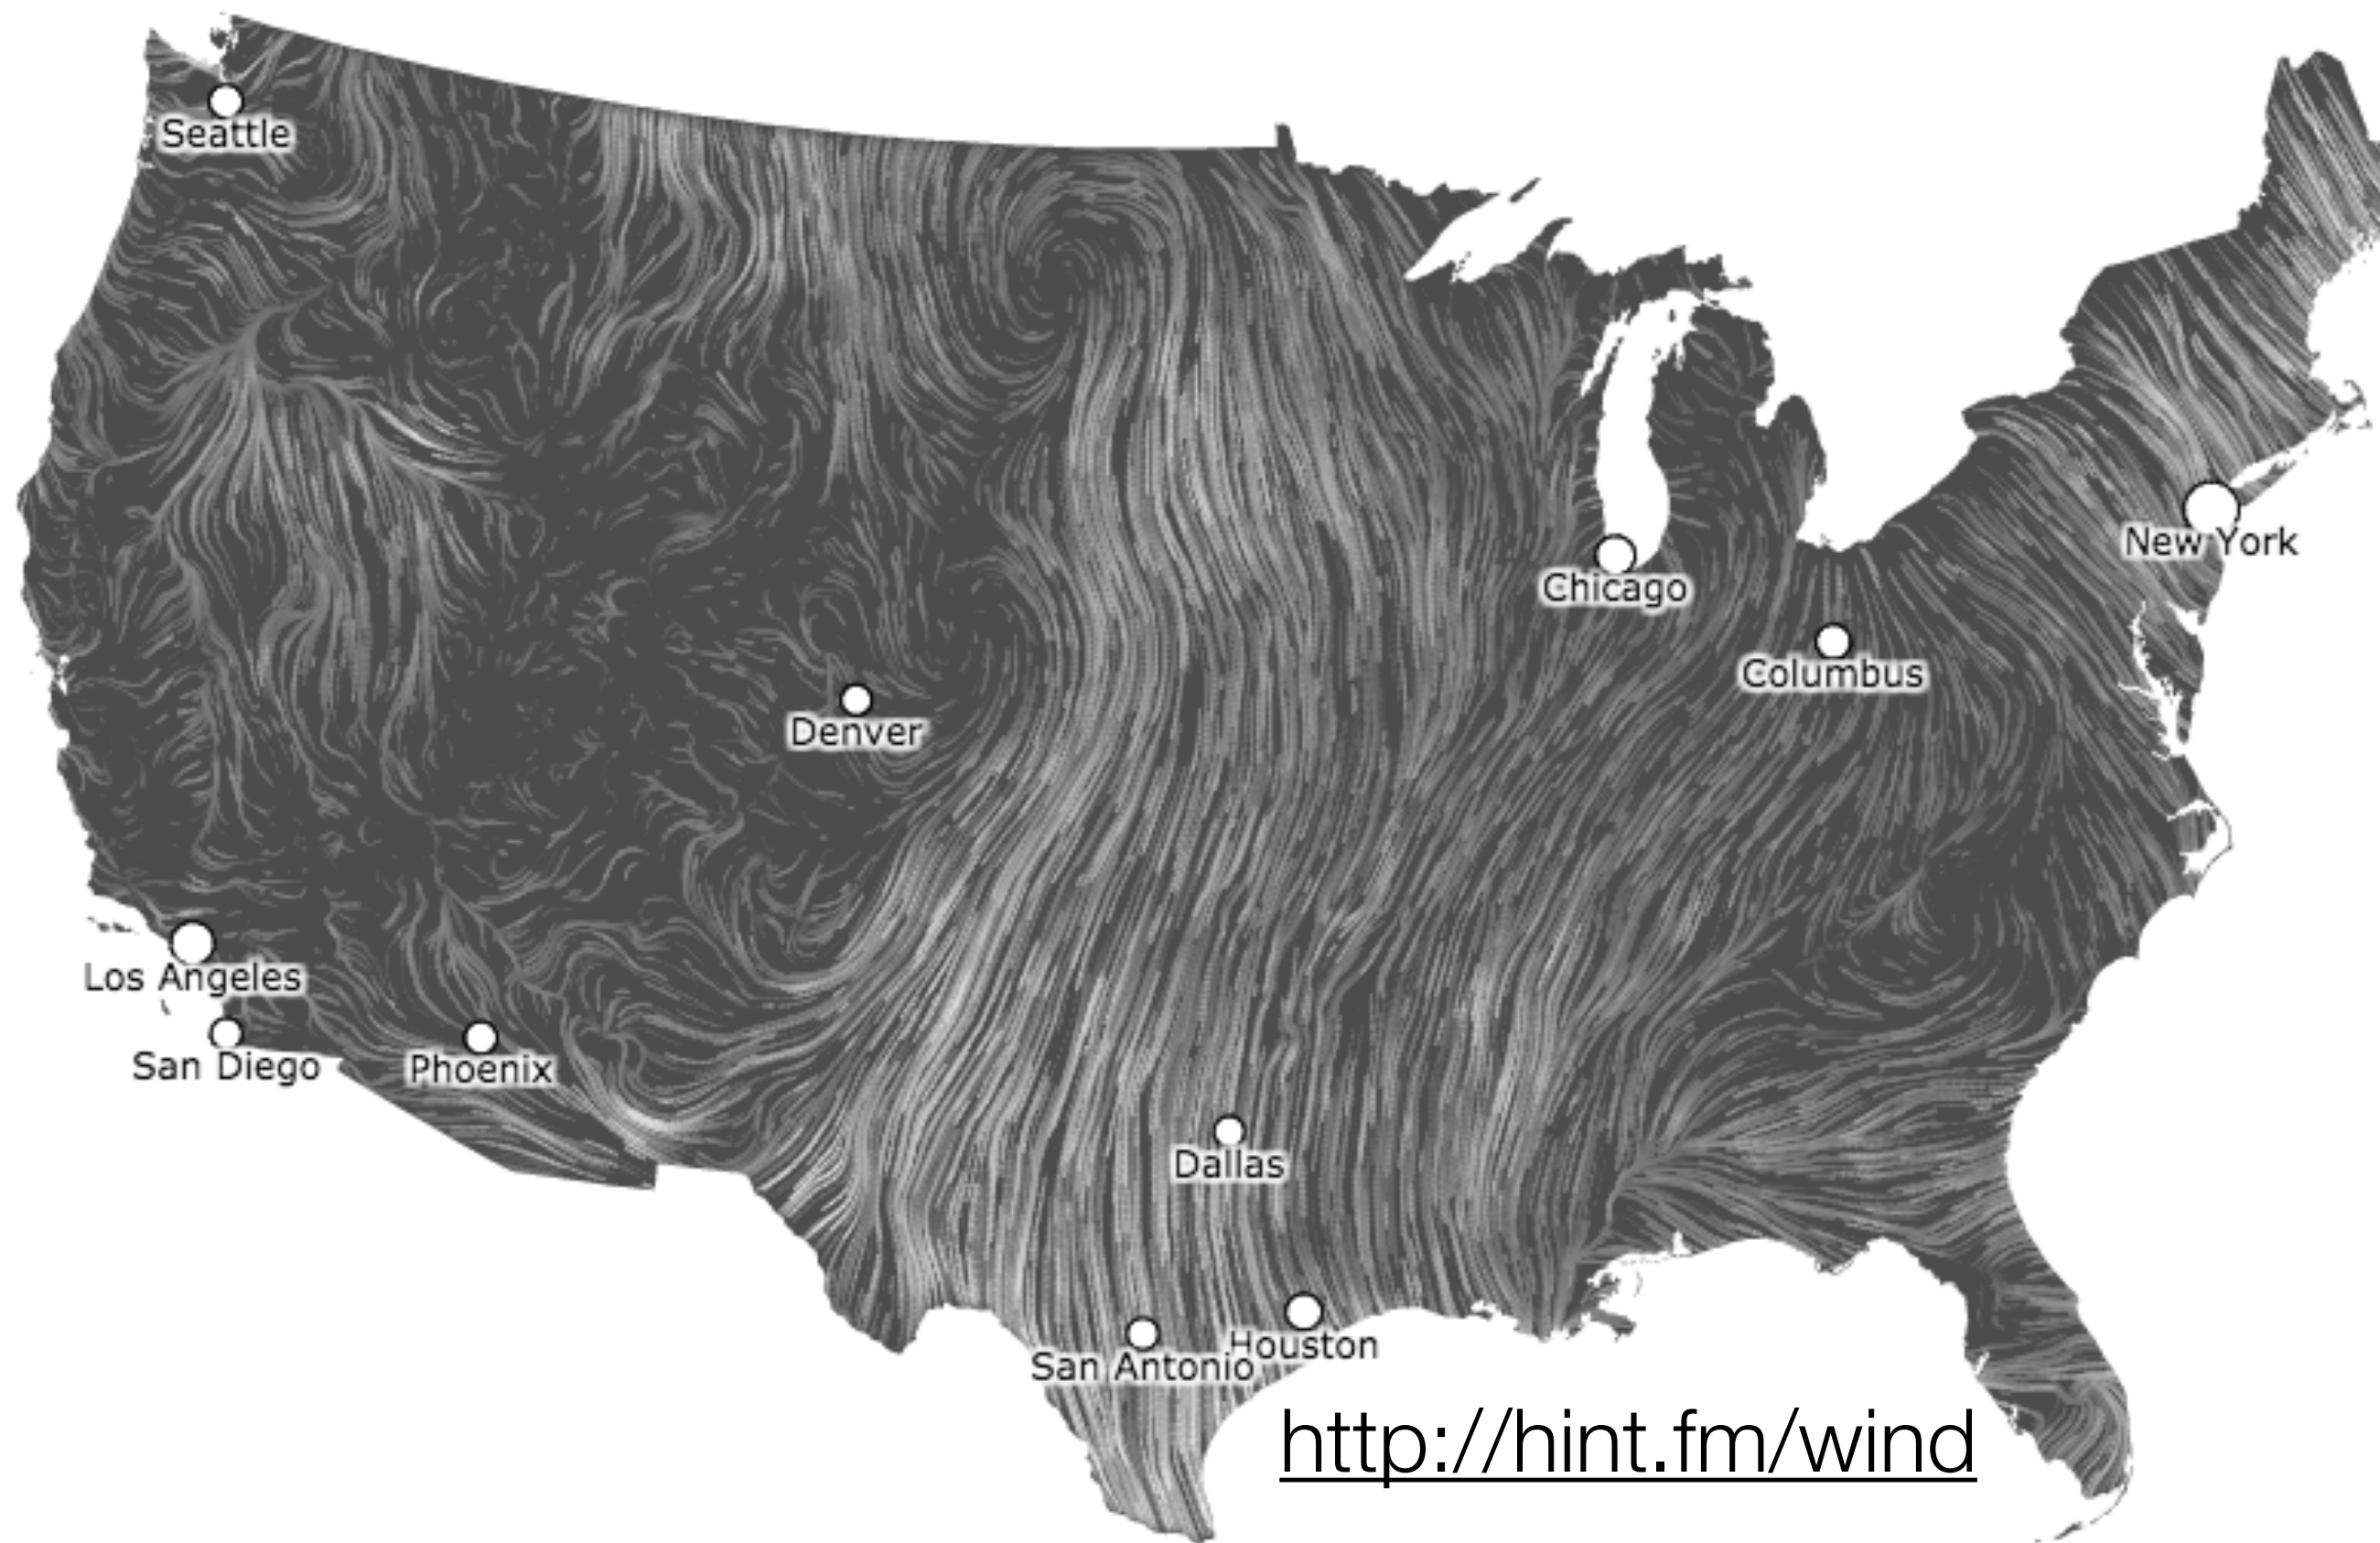 Seattle
New York
Chicago
Columbus
Denver
Los Angeles
San Diego
Phoenix
Dallas
Houston
San Antonio
http://hint.fm/wind